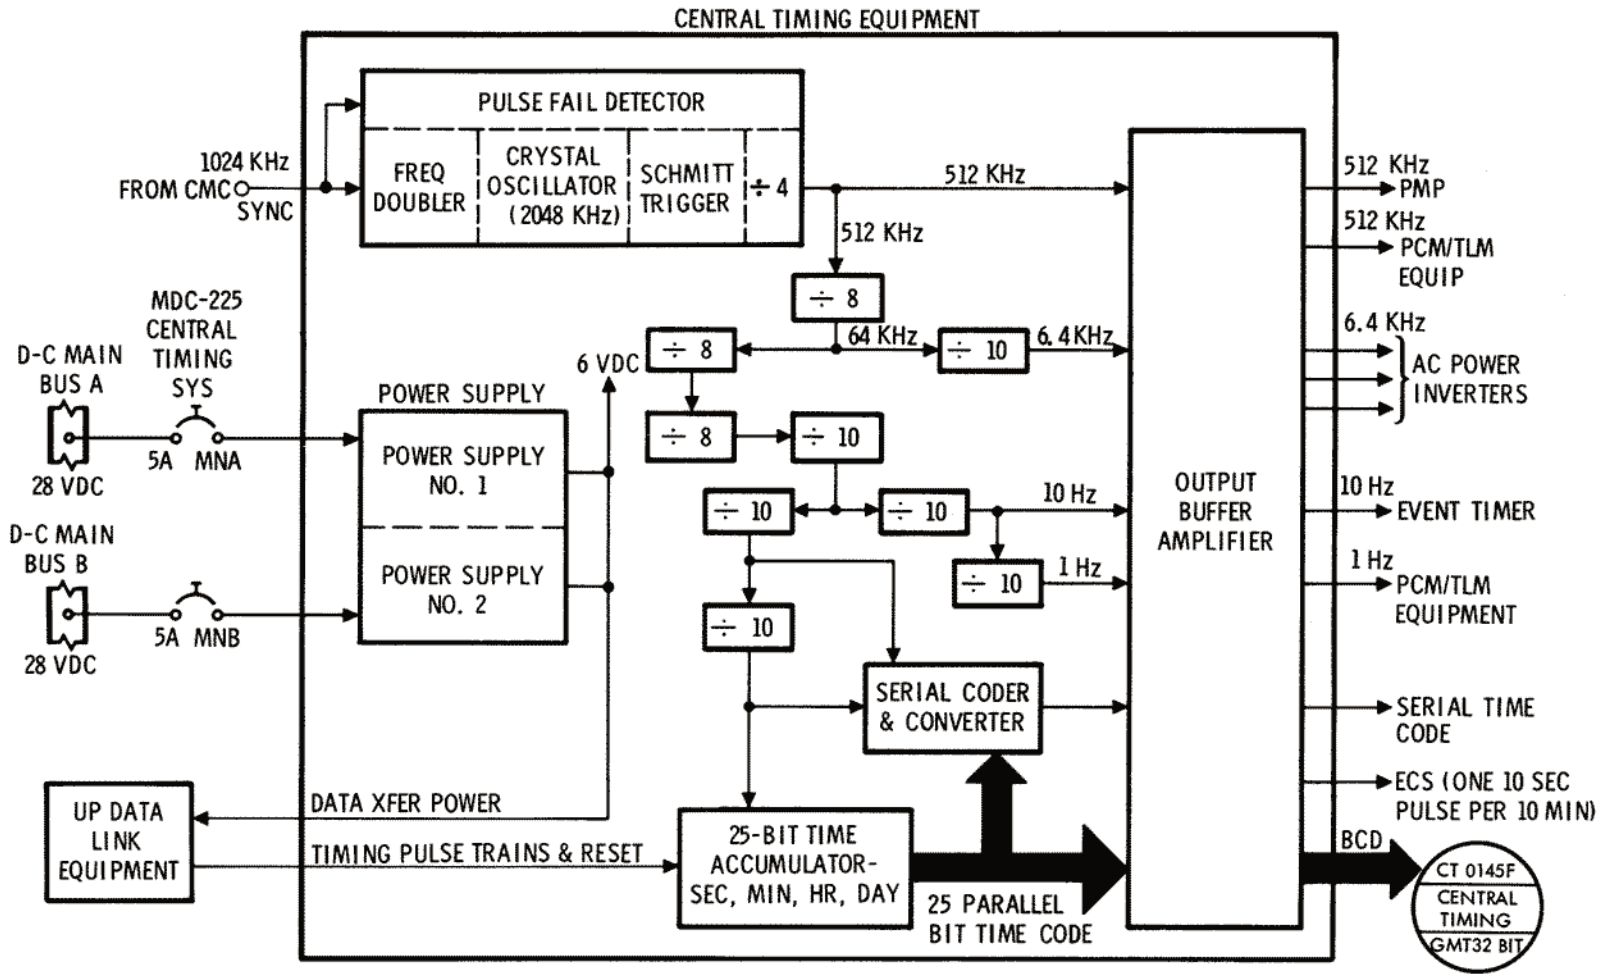 CENTRAL TIMING EQUIPMENT
PULSE FAIL DETECTOR
FREQ
DOUBLER
CRYSTAL
OSCILLATOR
(2048 KHz)
SCHMITT
TRIGGER
÷ 4
1024 KHz
FROM CMC
SYNC
512 KHz
512 KHz
÷ 8
64 KHz
÷ 8
÷ 10
6.4KHz
÷ 8
÷ 10
÷ 10
÷ 10
10 Hz
÷ 10
1 Hz
÷ 10
MDC-225
CENTRAL
TIMING
SYS
D-C MAIN
BUS A
28 VDC
5A MNA
D-C MAIN
BUS B
28 VDC
5A MNB
6 VDC
POWER SUPPLY
POWER SUPPLY
NO. 1
POWER SUPPLY
NO. 2
SERIAL CODER
& CONVERTER
UP DATA
LINK
EQUIPMENT
DATA XFER POWER
TIMING PULSE TRAINS & RESET
25-BIT TIME
ACCUMULATOR-
SEC, MIN, HR, DAY
25 PARALLEL
BIT TIME CODE
OUTPUT
BUFFER
AMPLIFIER
512 KHz
PMP
512 KHz
PCM/TLM
EQUIP
6.4 KHz
AC POWER
INVERTERS
10 Hz
EVENT TIMER
1 Hz
PCM/TLM
EQUIPMENT
SERIAL TIME
CODE
ECS (ONE 10 SEC
PULSE PER 10 MIN)
BCD
CT 0145F
CENTRAL
TIMING
GMT32 BIT